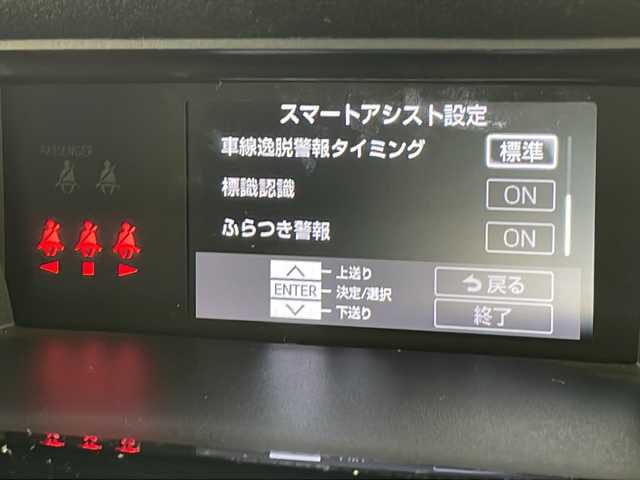 スマートアシスト設定
車線逸脱警報タイミング 標準
標識認識 ON
ふらつき警報 ON
PASSENGER
上送り
ENTER 決定/選択
下送り
戻る
終了